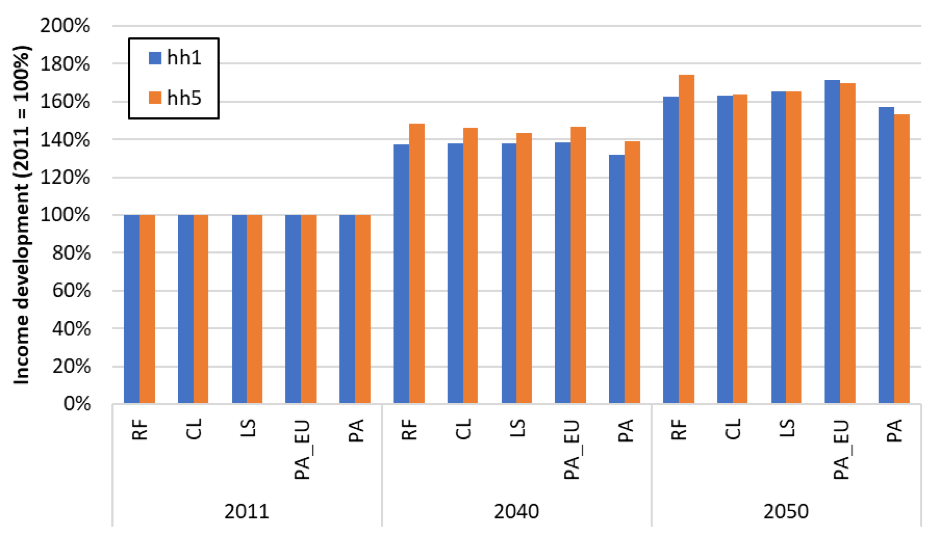 Income development (2011 = 100%)
200%
180%
160%
140%
120%
100%
80%
60%
40%
20%
0%
hh1
hh5
RF CL LS PA_EU PA RF CL LS PA_EU PA RF CL LS PA_EU PA
2011 2040 2050